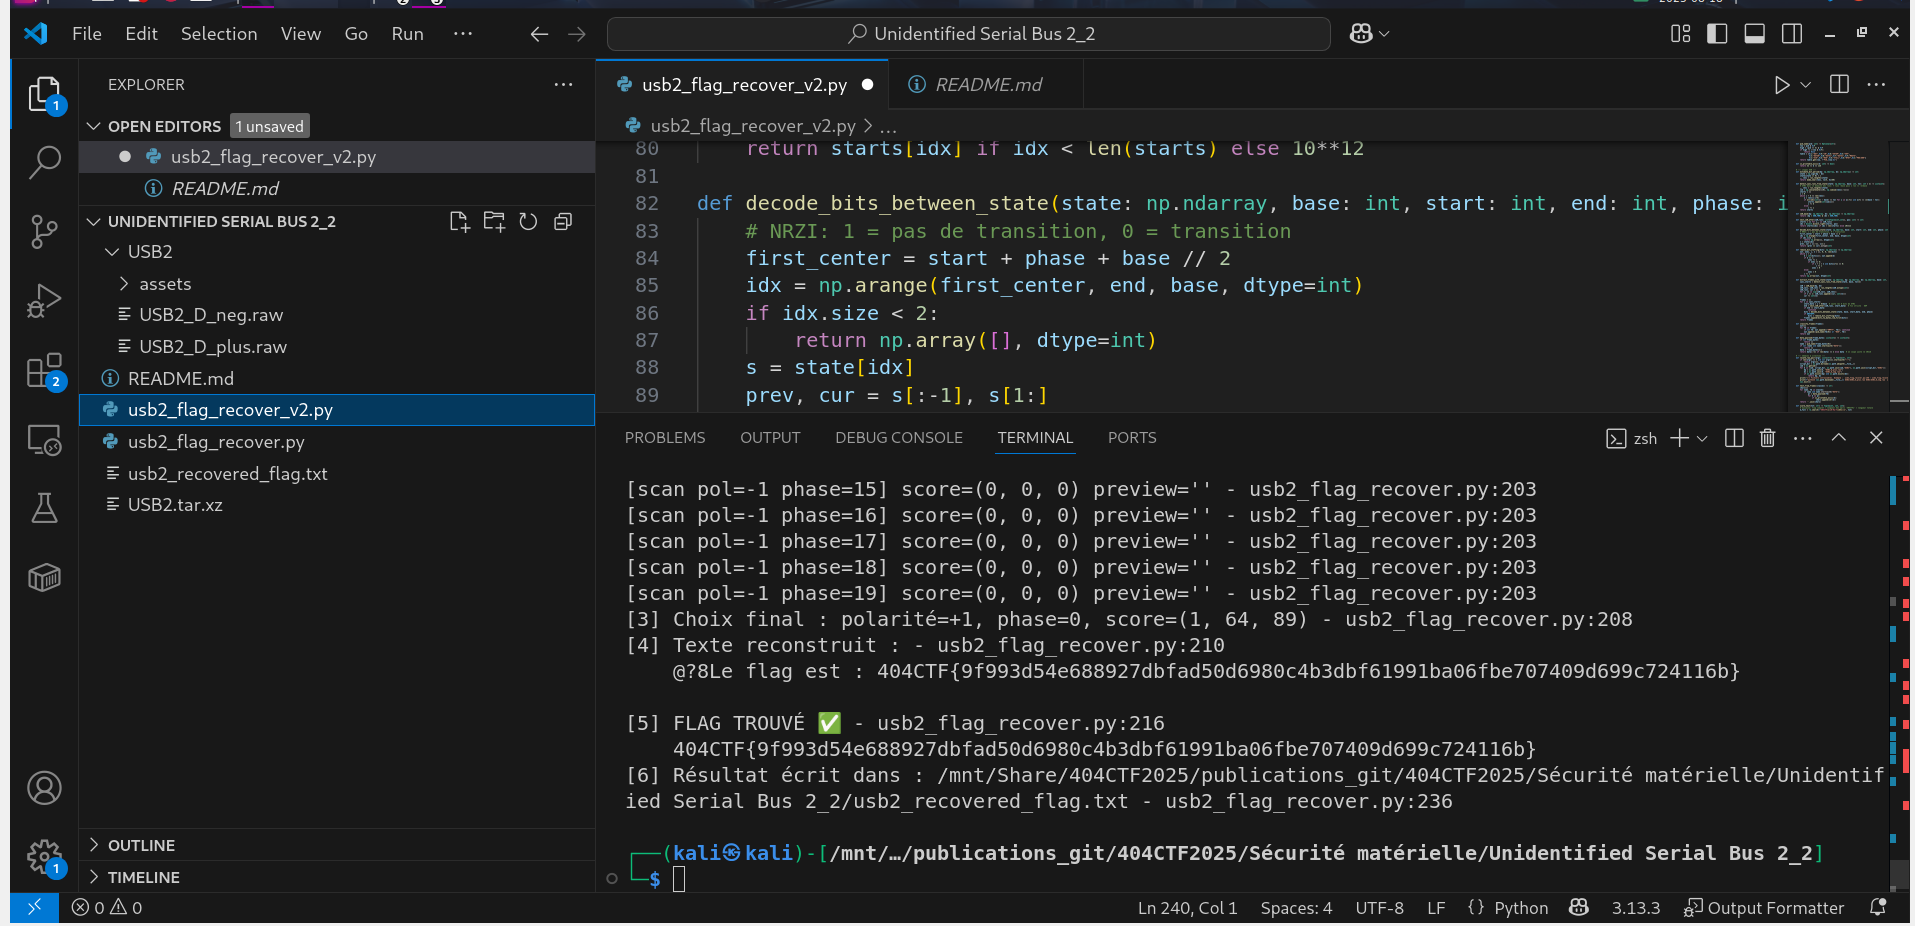 File Edit Selection View Go Run ··· Unidentified Serial Bus 2_2
EXPLORER
OPEN EDITORS 1 unsaved
usb2_flag_recover_v2.py
README.md
UNIDENTIFIED SERIAL BUS 2_2
USB2
assets
USB2_D_neg.raw
USB2_D_plus.raw
README.md
usb2_flag_recover_v2.py
usb2_flag_recover.py
usb2_recovered_flag.txt
USB2.tar.xz
OUTLINE
TIMELINE
1
2
1
usb2_flag_recover_v2.py README.md
usb2_flag_recover_v2.py > ...
80 return starts[idx] if idx < len(starts) else 10**12
81
82 def decode_bits_between_state(state: np.ndarray, base: int, start: int, end: int, phase: i
83 # NRZI: 1 = pas de transition, 0 = transition
84 first_center = start + phase + base // 2
85 idx = np.arange(first_center, end, base, dtype=int)
86 if idx.size < 2:
87 return np.array([], dtype=int)
88 s = state[idx]
89 prev, cur = s[:-1], s[1:]
PROBLEMS OUTPUT DEBUG CONSOLE TERMINAL PORTS zsh
[scan pol=-1 phase=15] score=(0, 0, 0) preview='' - usb2_flag_recover.py:203
[scan pol=-1 phase=16] score=(0, 0, 0) preview='' - usb2_flag_recover.py:203
[scan pol=-1 phase=17] score=(0, 0, 0) preview='' - usb2_flag_recover.py:203
[scan pol=-1 phase=18] score=(0, 0, 0) preview='' - usb2_flag_recover.py:203
[scan pol=-1 phase=19] score=(0, 0, 0) preview='' - usb2_flag_recover.py:203
[3] Choix final : polarité=+1, phase=0, score=(1, 64, 89) - usb2_flag_recover.py:208
[4] Texte reconstruit : - usb2_flag_recover.py:210
@?8Le flag est : 404CTF{9f993d54e688927dbfad50d6980c4b3dbf61991ba06fbe707409d699c724116b}
[5] FLAG TROUVÉ ✅ - usb2_flag_recover.py:216
404CTF{9f993d54e688927dbfad50d6980c4b3dbf61991ba06fbe707409d699c724116b}
[6] Résultat écrit dans : /mnt/Share/404CTF2025/publications_git/404CTF2025/Sécurité matérielle/Unidentif
ied Serial Bus 2_2/usb2_recovered_flag.txt - usb2_flag_recover.py:236
(kali㉿kali)-[/mnt/…/publications_git/404CTF2025/Sécurité matérielle/Unidentified Serial Bus 2_2]
$
0 0 Ln 240, Col 1 Spaces: 4 UTF-8 LF {} Python 3.13.3 Output Formatter